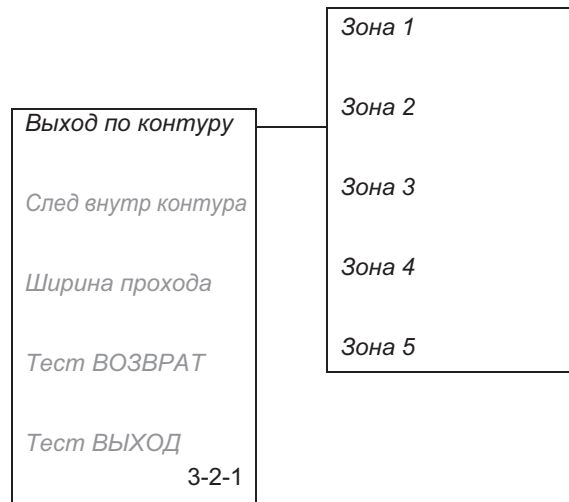 Выход по контуру
След внутр контура
Ширина прохода
Тест ВОЗВРАТ
Тест ВЫХОД
3-2-1
Зона 1
Зона 2
Зона 3
Зона 4
Зона 5